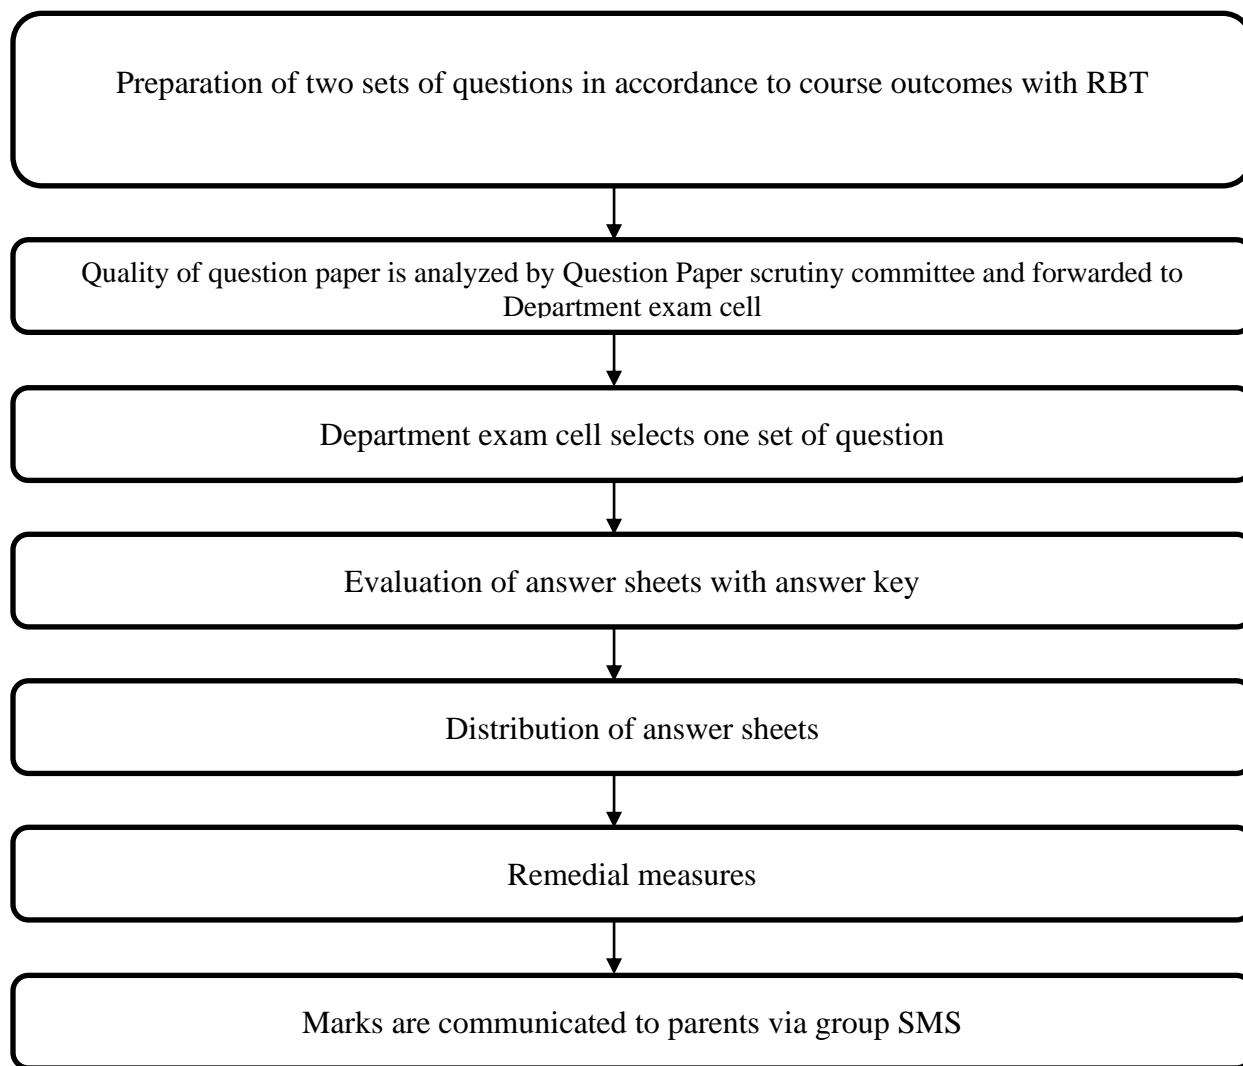 Preparation of two sets of questions in accordance to course outcomes with RBT
Quality of question paper is analyzed by Question Paper scrutiny committee and forwarded to
Department exam cell
Department exam cell selects one set of question
Evaluation of answer sheets with answer key
Distribution of answer sheets
Remedial measures
Marks are communicated to parents via group SMS